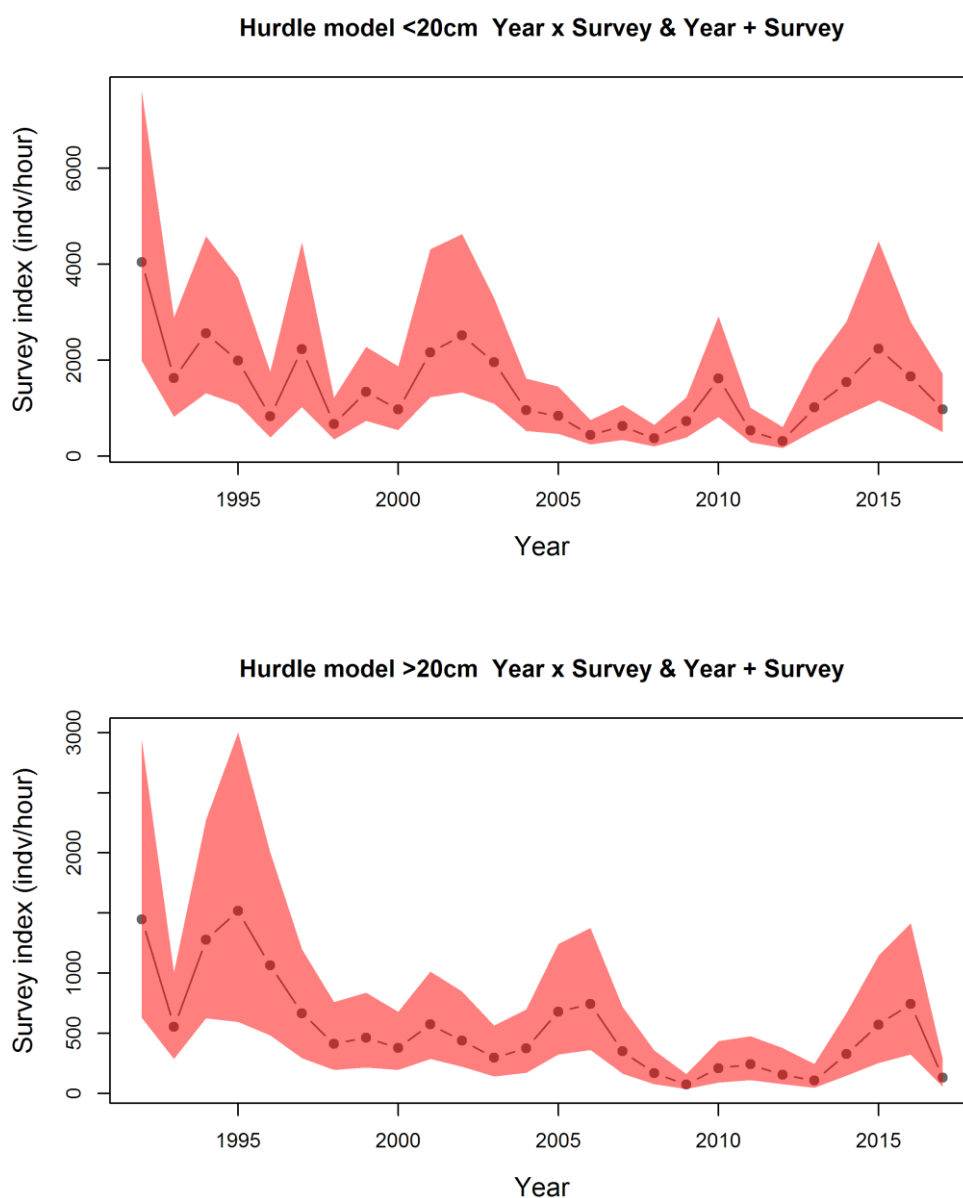 Hurdle model <20cm  Year x Survey & Year + Survey
Survey index (indv/hour)
6000
4000
2000
0
1995 2000 2005 2010 2015
Year
Hurdle model >20cm  Year x Survey & Year + Survey
Survey index (indv/hour)
3000
2000
1000
500
0
1995 2000 2005 2010 2015
Year